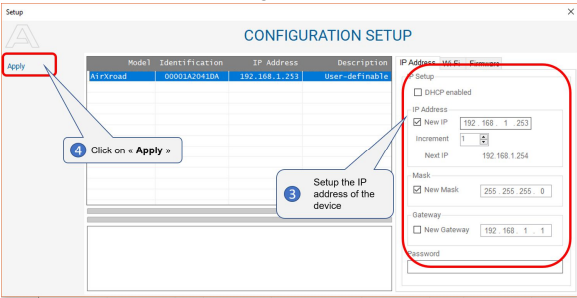 Setup
CONFIGURATION SETUP
Apply
Model Identification IP Address Description
AirXroad 00001A2041DA 192.168.1.253 User-definable
4 Click on « Apply »
3 Setup the IP
address of the
device
IP Address Wi-Fi Firmware
IP Setup
DHCP enabled
IP Address
New IP 192 . 168 . 1 . 253
Increment 1
Next IP 192.168.1.254
Mask
New Mask 255 . 255 . 255 . 0
Gateway
New Gateway 192 . 168 . 1 . 1
Password